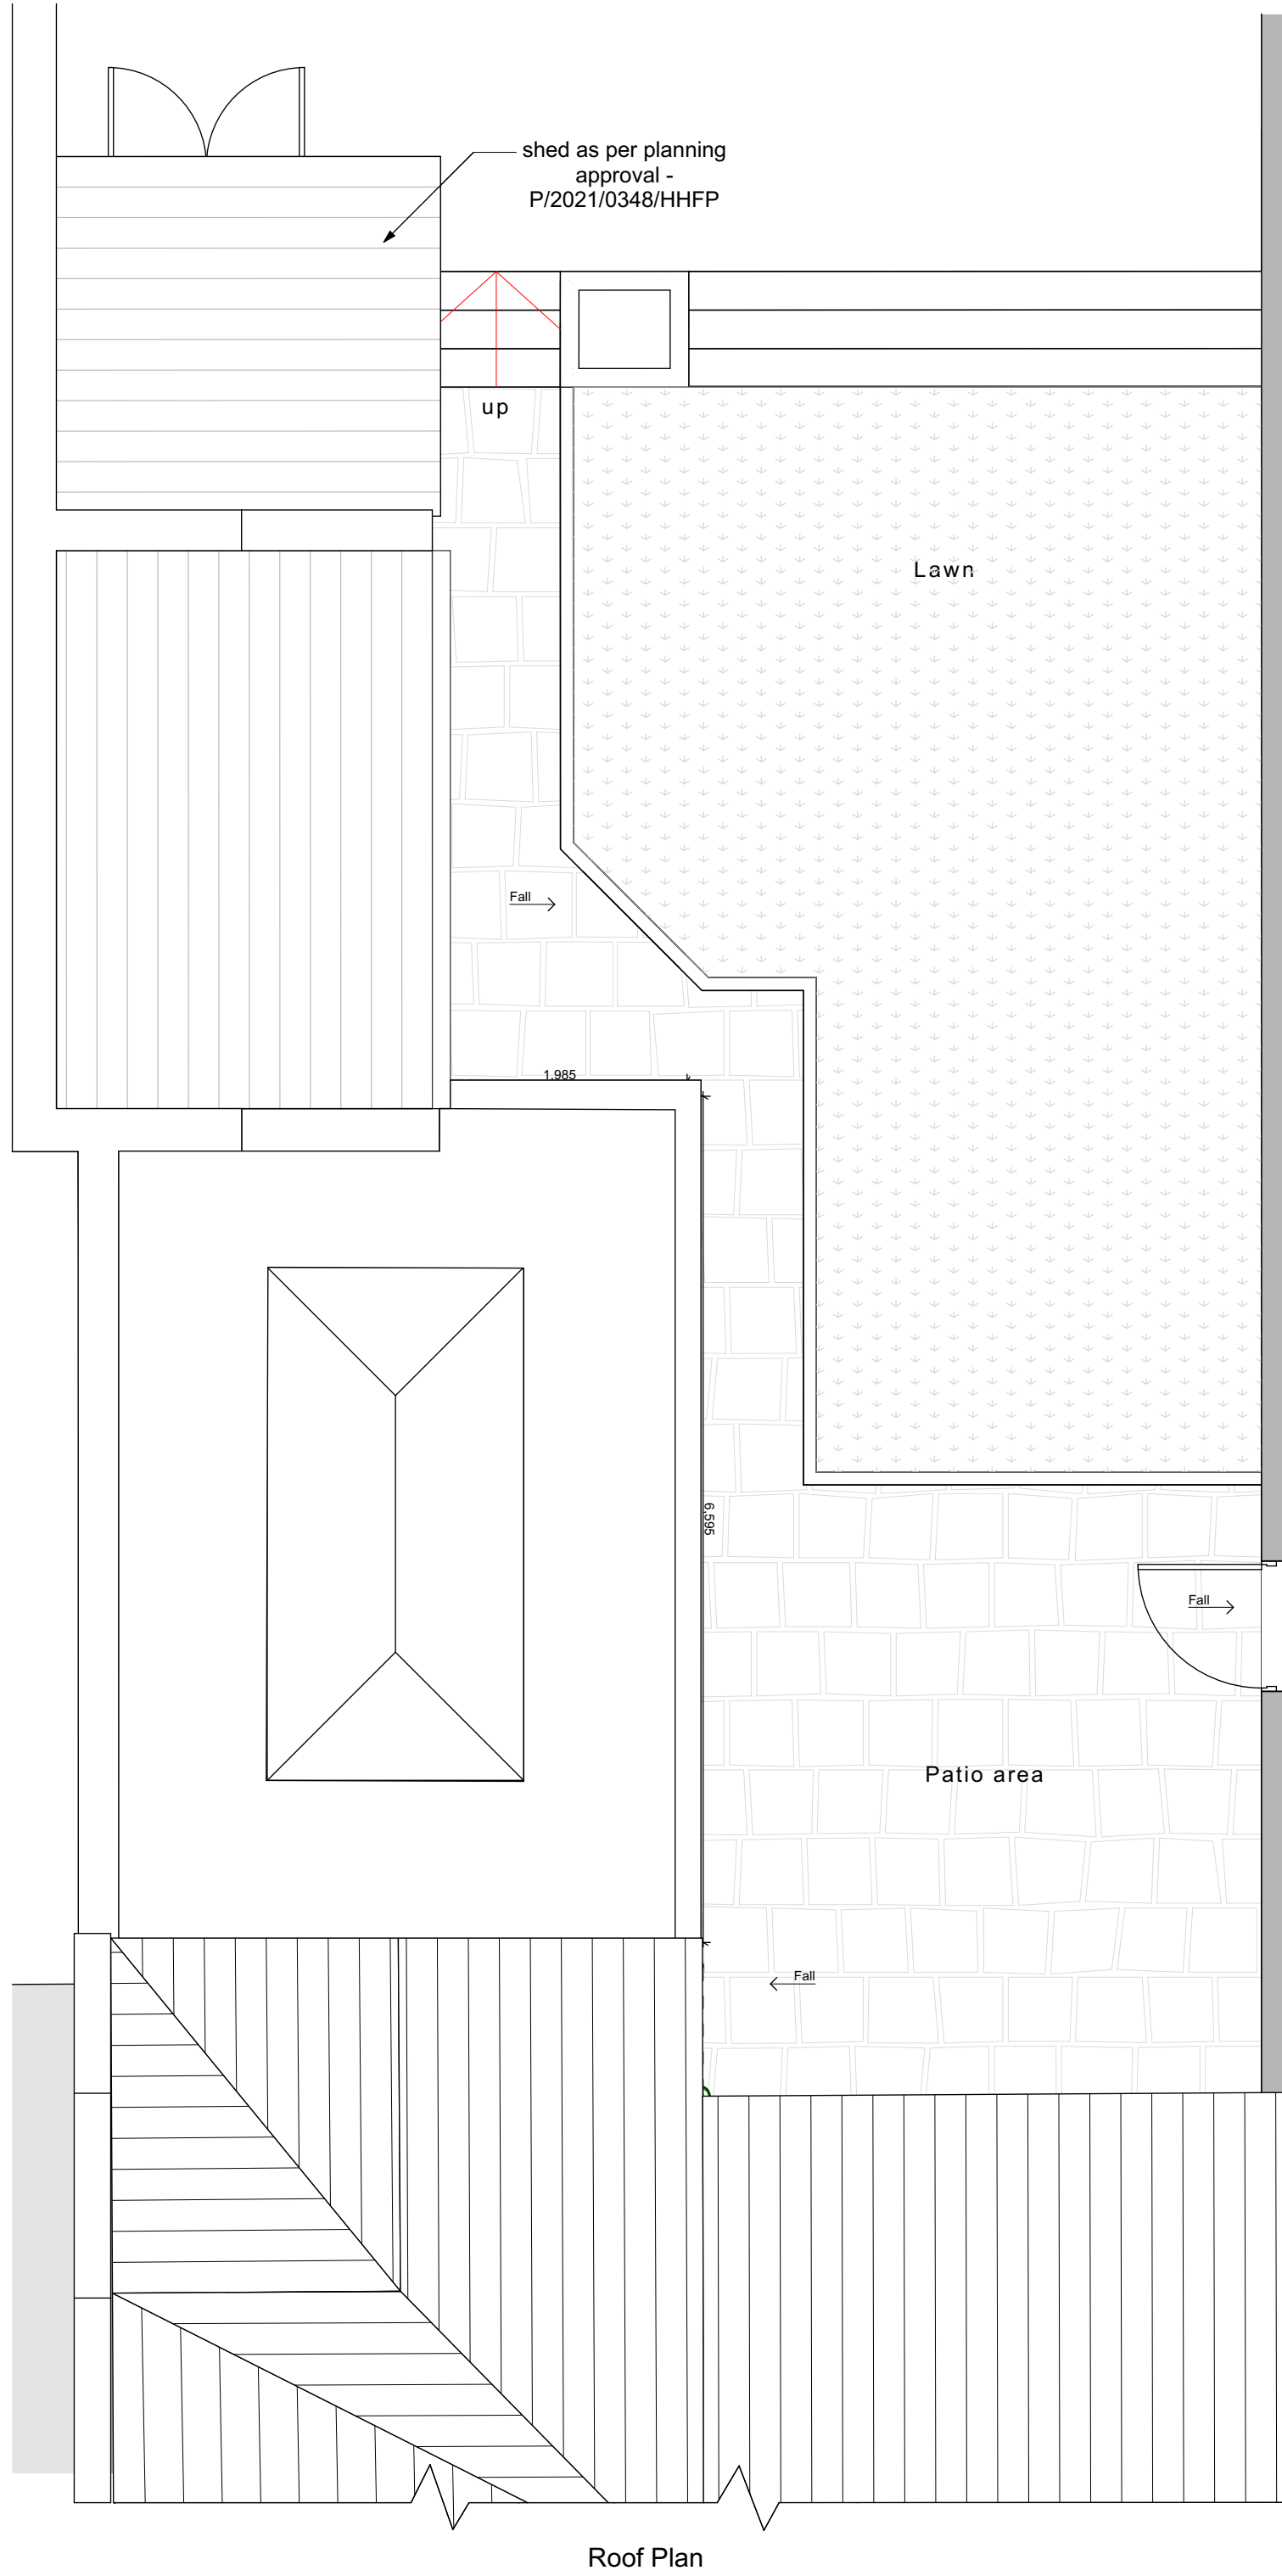 shed as per planning
approval -
P/2021/0348/HHFP
up
Lawn
Fall
1,985
6,595
Fall
Patio area
Fall
Roof Plan